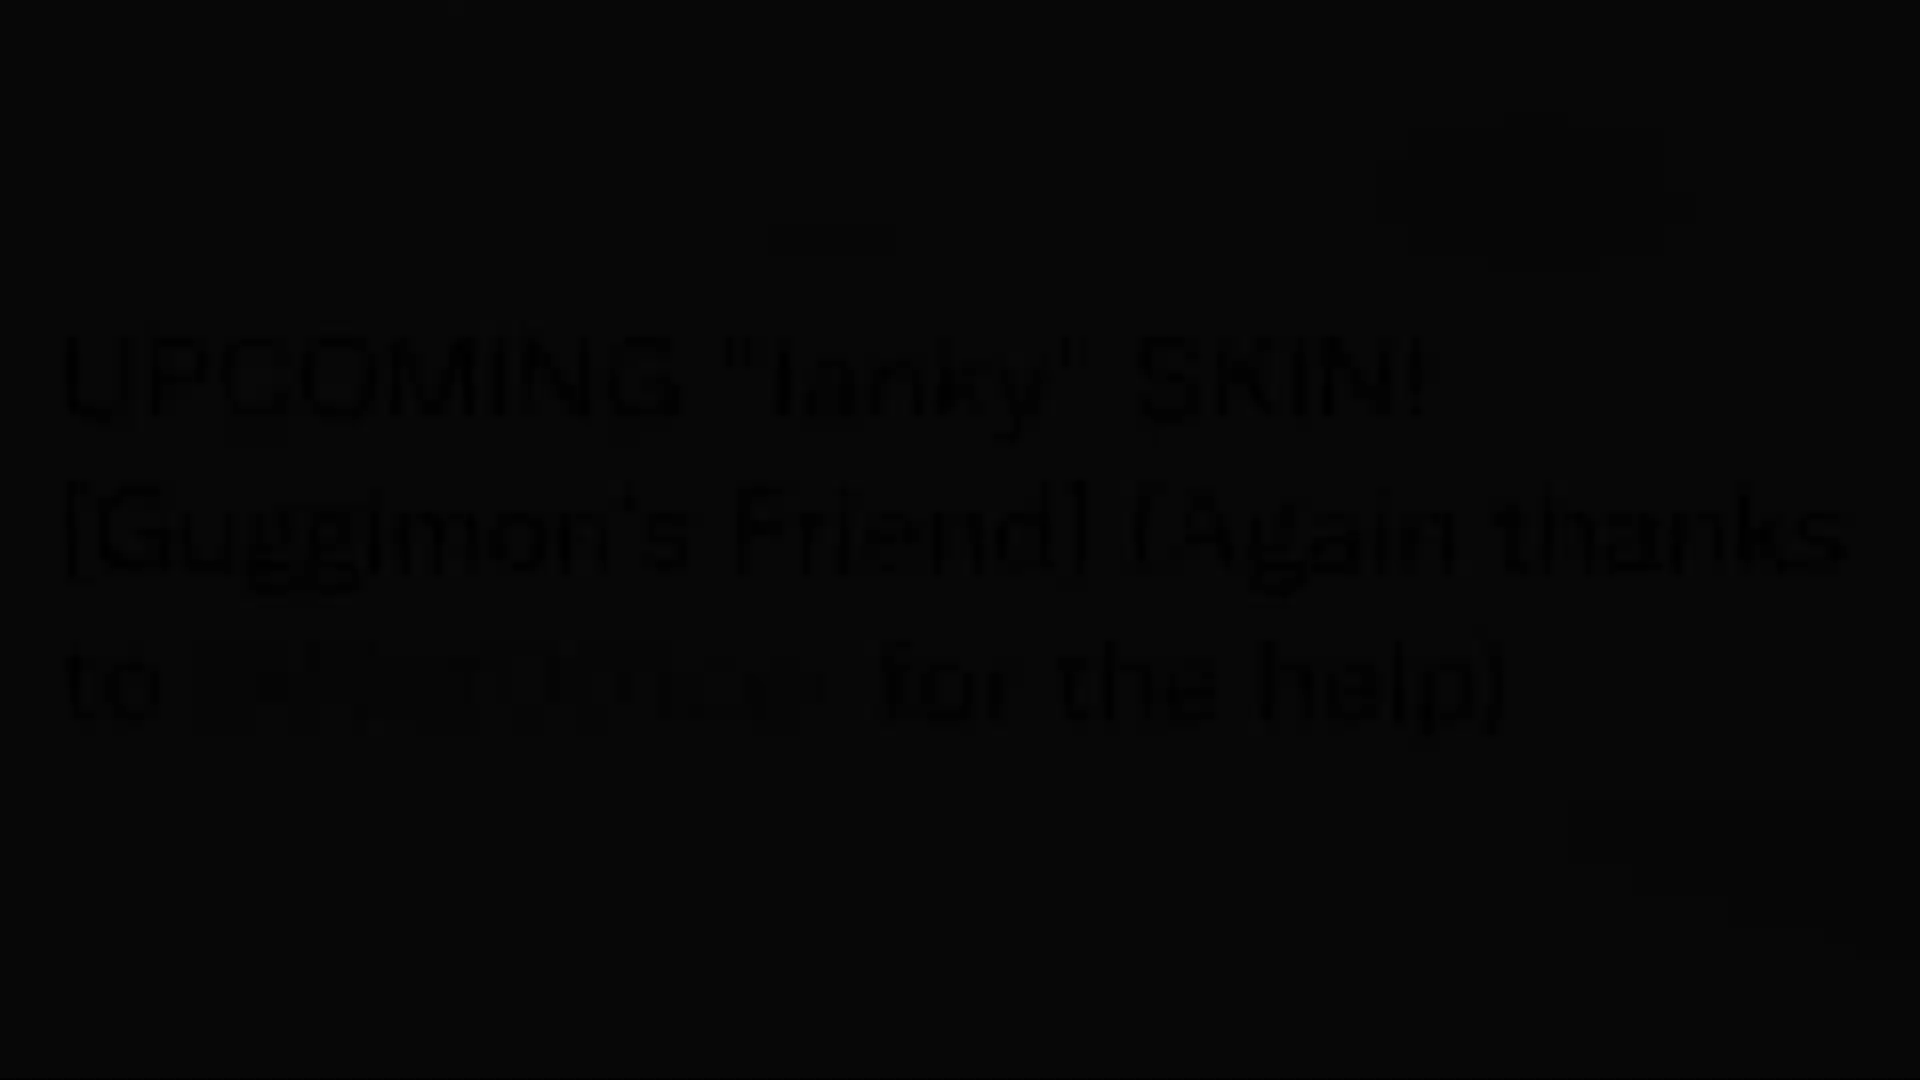 UPCOMING "lanky" SKIN!
[Guggimon's Friend] (Again thanks
to for the help)